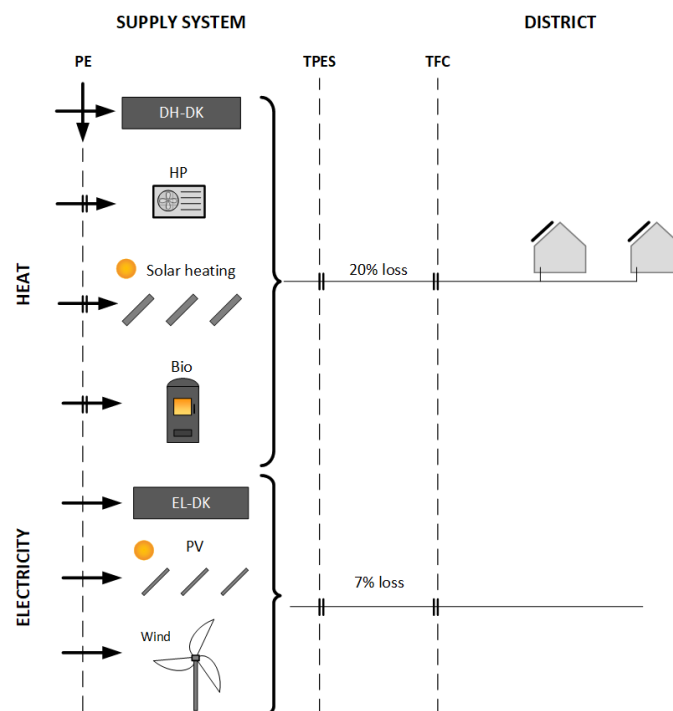 SUPPLY SYSTEM
DISTRICT
PE
TPES
TFC
DH-DK
HP
HEAT
Solar heating
20% loss
Bio
EL-DK
ELECTRICITY
PV
7% loss
Wind